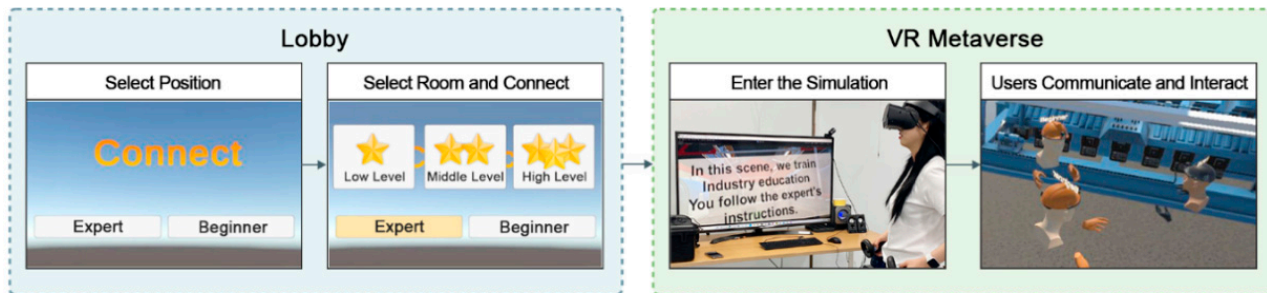 Lobby
VR Metaverse
Select Position
Select Room and Connect
Enter the Simulation
Users Communicate and Interact
Connect
Low Level
Middle Level
High Level
In this scene, we train
Industry education
You follow the expert's
instructions.
Expert
Beginner
Expert
Beginner